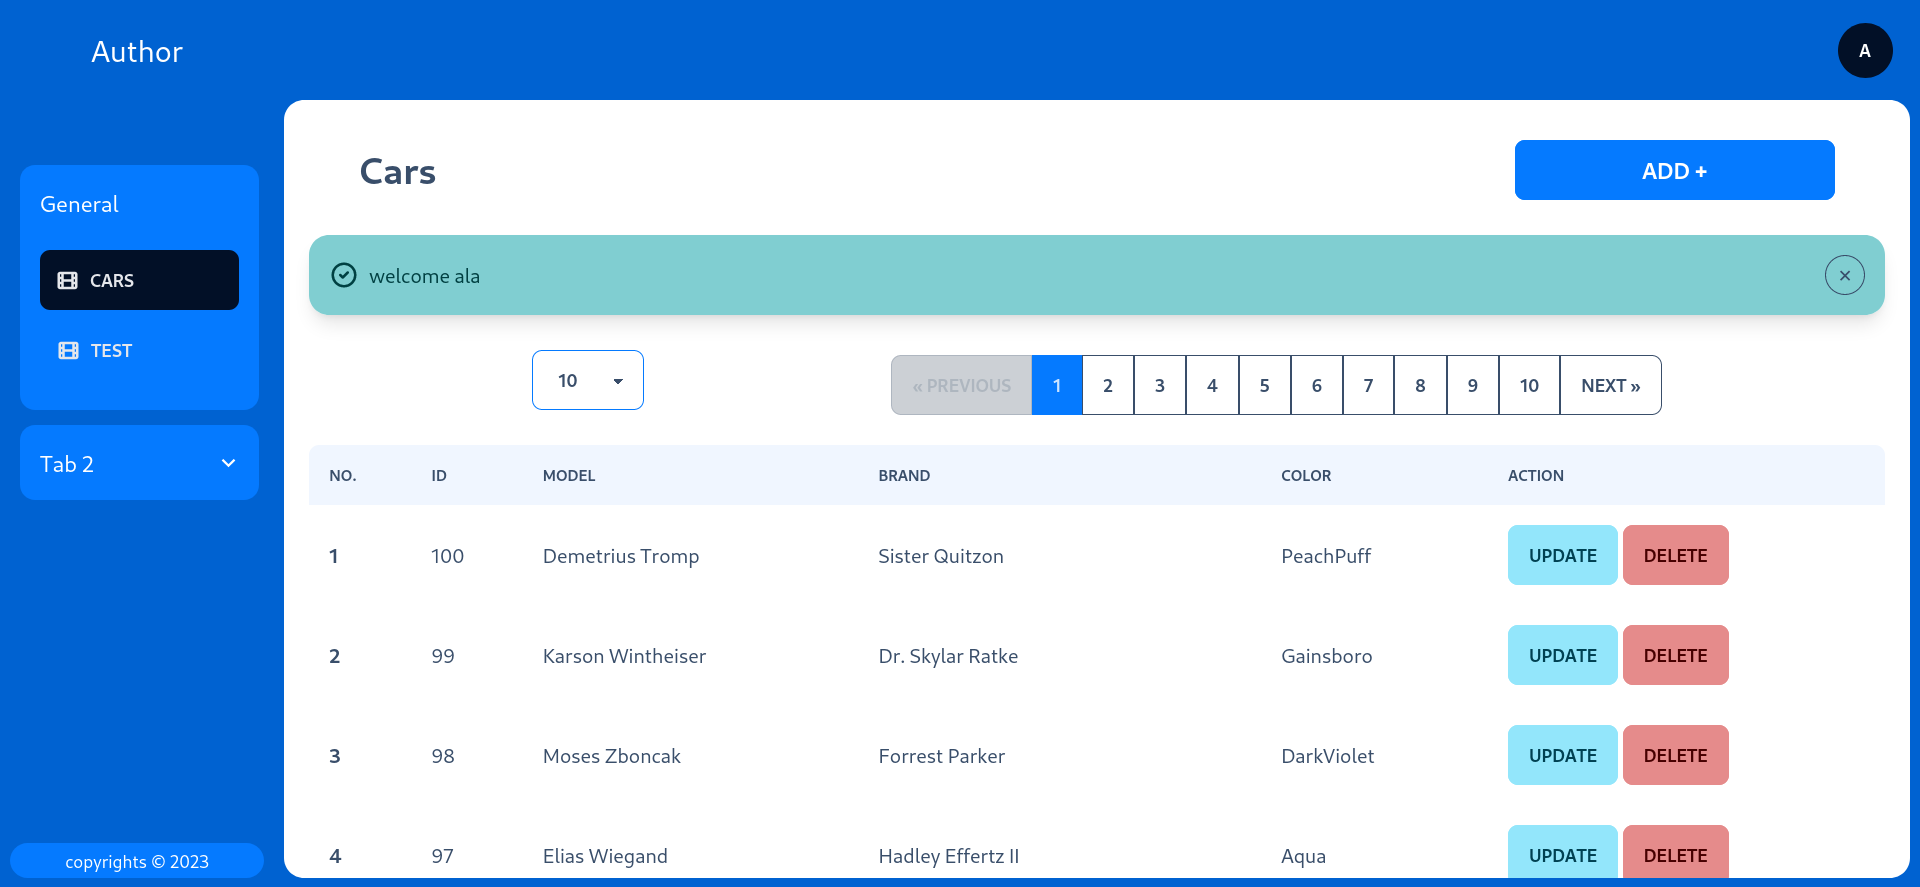 Author
A
General
CARS
TEST
Tab 2
copyrights © 2023
Cars
ADD +
welcome ala
10
« PREVIOUS 1 2 3 4 5 6 7 8 9 10 NEXT »
NO. ID MODEL BRAND COLOR ACTION
1 100 Demetrius Tromp Sister Quitzon PeachPuff UPDATE DELETE
2 99 Karson Wintheiser Dr. Skylar Ratke Gainsboro UPDATE DELETE
3 98 Moses Zboncak Forrest Parker DarkViolet UPDATE DELETE
4 97 Elias Wiegand Hadley Effertz II Aqua UPDATE DELETE